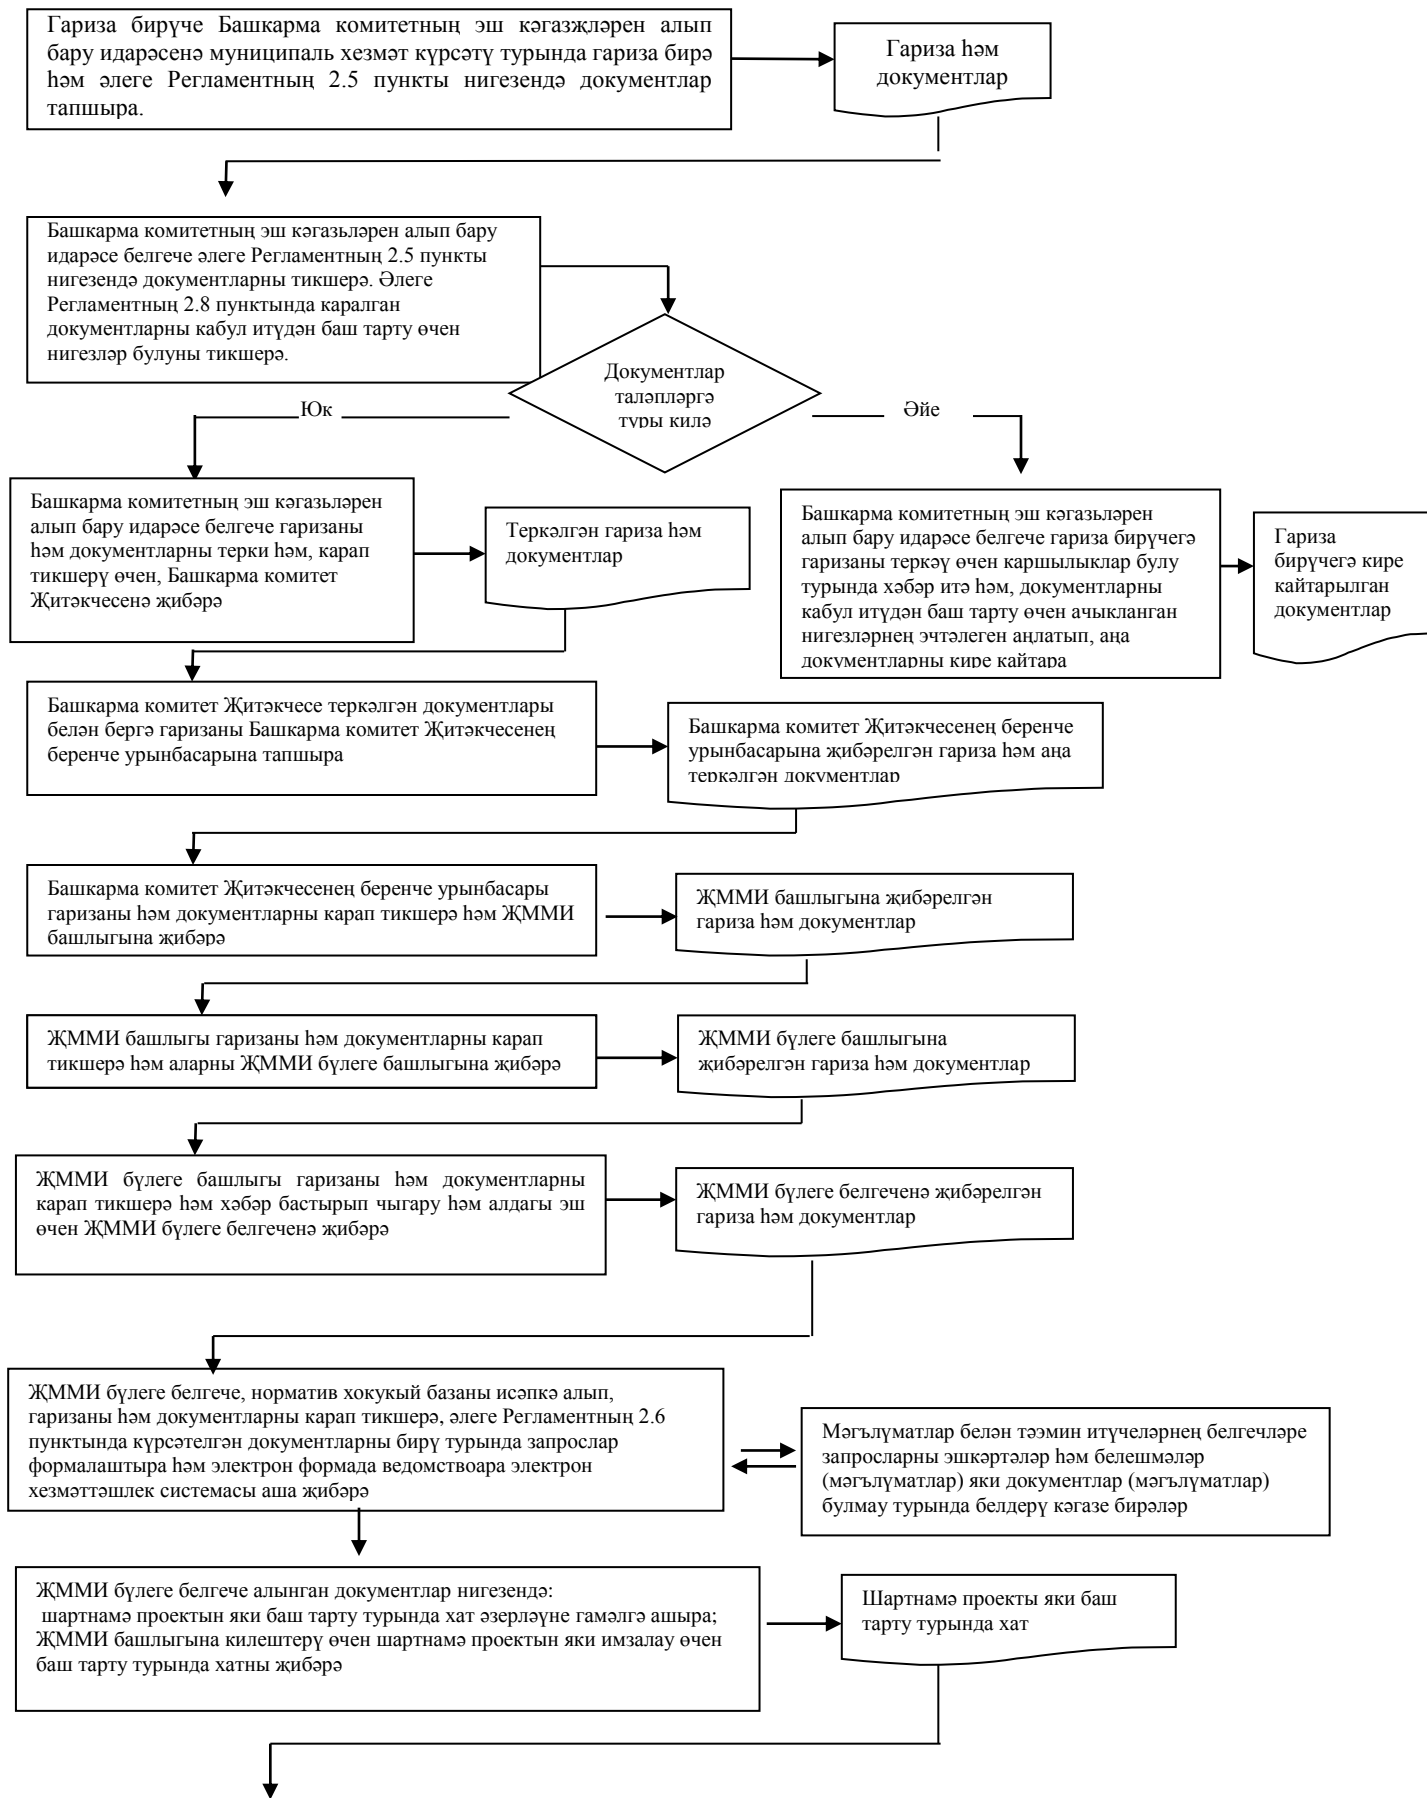 Гариза бирүче Башкарма комитетның эш кәгазҗләрен алып
бару идарәсенә муниципаль хезмәт күрсәтү турында гариза бирә
һәм әлеге Регламентның 2.5 пункты нигезендә документлар
тапшыра.
Гариза һәм
документлар
Башкарма комитетның эш кәгазьләрен алып бару
идарәсе белгече әлеге Регламентның 2.5 пункты
нигезендә документларны тикшерә. Әлеге
Регламентның 2.8 пунктында каралган
документларны кабул итүдән баш тарту өчен
нигезләр булуны тикшерә.
Документлар
таләпләргә
туры килә
Юк
Әйе
Башкарма комитетның эш кәгазьләрен
алып бару идарәсе белгече гаризаны
һәм документларны терки һәм, карап
тикшерү өчен, Башкарма комитет
Җитәкчесенә җибәрә
Теркәлгән гариза һәм
документлар
Башкарма комитетның эш кәгазьләрен
алып бару идарәсе белгече гариза бирүчегә
гаризаны теркәү өчен каршылыклар булу
турында хәбәр итә һәм, документларны
кабул итүдән баш тарту өчен ачыкланган
нигезләрнең эчтәлеген аңлатып, аңа
документларны кире кайтара
Гариза
бирүчегә кире
кайтарылган
документлар
Башкарма комитет Җитәкчесе теркәлгән документлары
белән бергә гаризаны Башкарма комитет Җитәкчесенең
беренче урынбасарына тапшыра
Башкарма комитет Җитәкчесенең беренче
урынбасарына җибәрелгән гариза һәм аңа
теркәлгән документлар
Башкарма комитет Җитәкчесенең беренче урынбасары
гаризаны һәм документларны карап тикшерә һәм ҖММИ
башлыгына җибәрә
ҖММИ башлыгына җибәрелгән
гариза һәм документлар
ҖММИ башлыгы гаризаны һәм документларны карап
тикшерә һәм аларны ҖММИ бүлеге башлыгына җибәрә
ҖММИ бүлеге башлыгына
җибәрелгән гариза һәм документлар
ҖММИ бүлеге башлыгы гаризаны һәм документларны
карап тикшерә һәм хәбәр бастырып чыгару һәм алдагы эш
өчен ҖММИ бүлеге белгеченә җибәрә
ҖММИ бүлеге белгеченә җибәрелгән
гариза һәм документлар
ҖММИ бүлеге белгече, норматив хокукый базаны исәпкә алып,
гаризаны һәм документларны карап тикшерә, әлеге Регламентның 2.6
пунктында күрсәтелгән документларны бирү турында запрослар
формалаштыра һәм электрон формада ведомствоара электрон
хезмәттәшлек системасы аша җибәрә
Мәгълүматлар белән тәэмин итүчеләрнең белгечләре
запросларны эшкәртәләр һәм белешмәләр
(мәгълүматлар) яки документлар (мәгълүматлар)
булмау турында белдерү кәгазе бирәләр
ҖММИ бүлеге белгече алынган документлар нигезендә:
шартнамә проектын яки баш тарту турында хат әзерләүне гамәлгә ашыра;
ҖММИ башлыгына килештерү өчен шартнамә проектын яки имзалау өчен
баш тарту турында хатны җибәрә
Шартнамә проекты яки баш
тарту турында хат